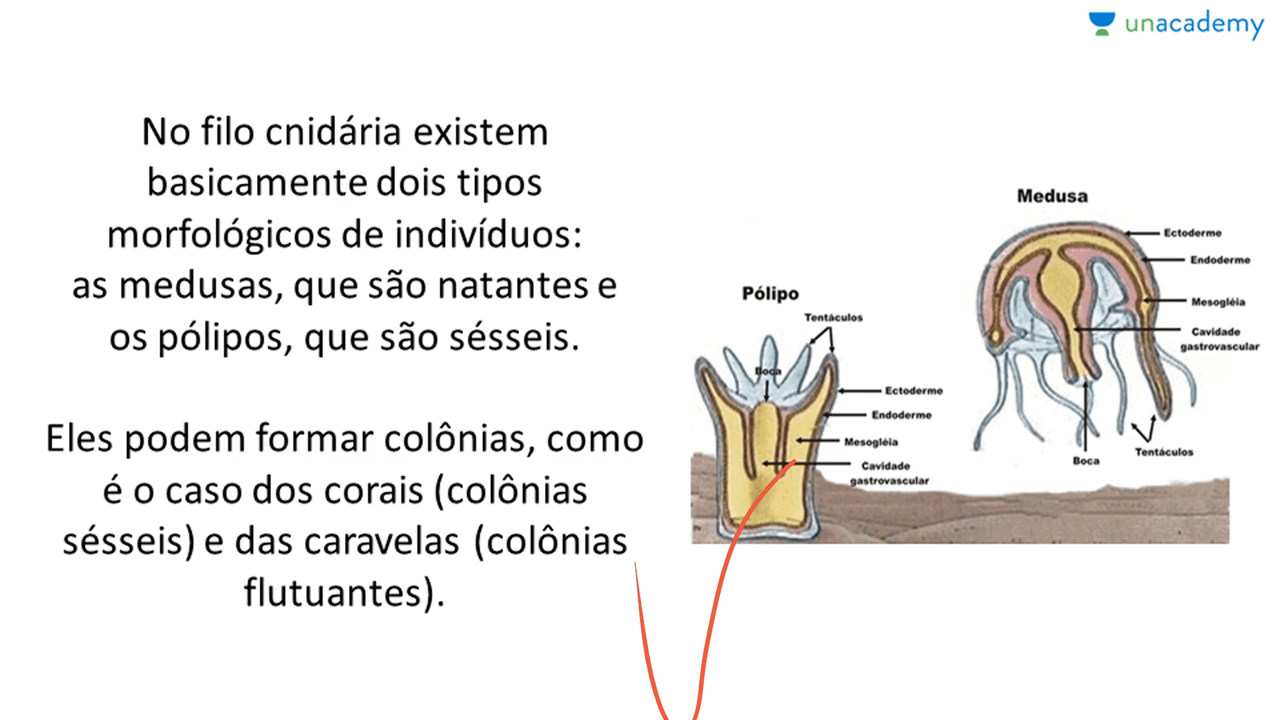 unacademy
No filo cnidária existem
basicamente dois tipos
morfológicos de indivíduos:
as medusas, que são natantes e
os pólipos, que são sésseis.
Eles podem formar colônias, como
é o caso dos corais (colônias
sésseis) e das caravelas (colônias
flutuantes).
Pólipo
Tentáculos
Boca
Ectoderme
Endoderme
Mesogléia
Cavidade
gastrovascular
Medusa
Ectoderme
Endoderme
Mesogléia
Cavidade
gastrovascular
Tentáculos
Boca